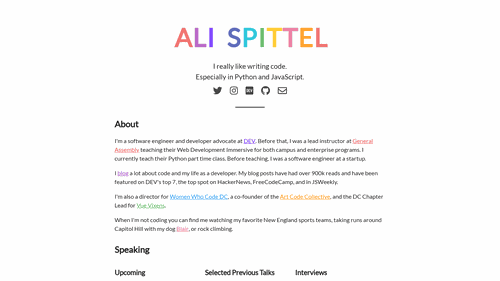 ALI SPITTEL
I really like writing code.
Especially in Python and JavaScript.
DEV
About
I'm a software engineer and developer advocate at DEV. Before that, I was a lead instructor at General
Assembly teaching their Web Development Immersive for both campus and enterprise programs. I
currently teach their Python part time class. Before teaching, I was a software engineer at a startup.
I blog a lot about code and my life as a developer. My blog posts have had over 900k reads and have been
featured on DEV's top 7, the top spot on HackerNews, FreeCodeCamp, and in JSWeekly.
I'm also a director for Women Who Code DC, a co-founder of the Art Code Collective, and the DC Chapter
Lead for Vue Vixens.
When I'm not coding you can find me watching my favorite New England sports teams, taking runs around
Capitol Hill with my dog Blair, or rock climbing.
Speaking
Upcoming Selected Previous Talks Interviews